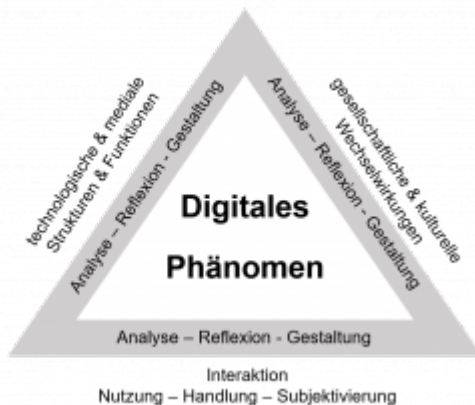 technologische & mediale
Strukturen & Funktionen
Analyse – Reflexion - Gestaltung
gesellschaftliche & kulturelle
Wechselwirkungen
Analyse – Reflexion - Gestaltung
Digitales
Phänomen
Analyse – Reflexion - Gestaltung
Interaktion
Nutzung – Handlung – Subjektivierung